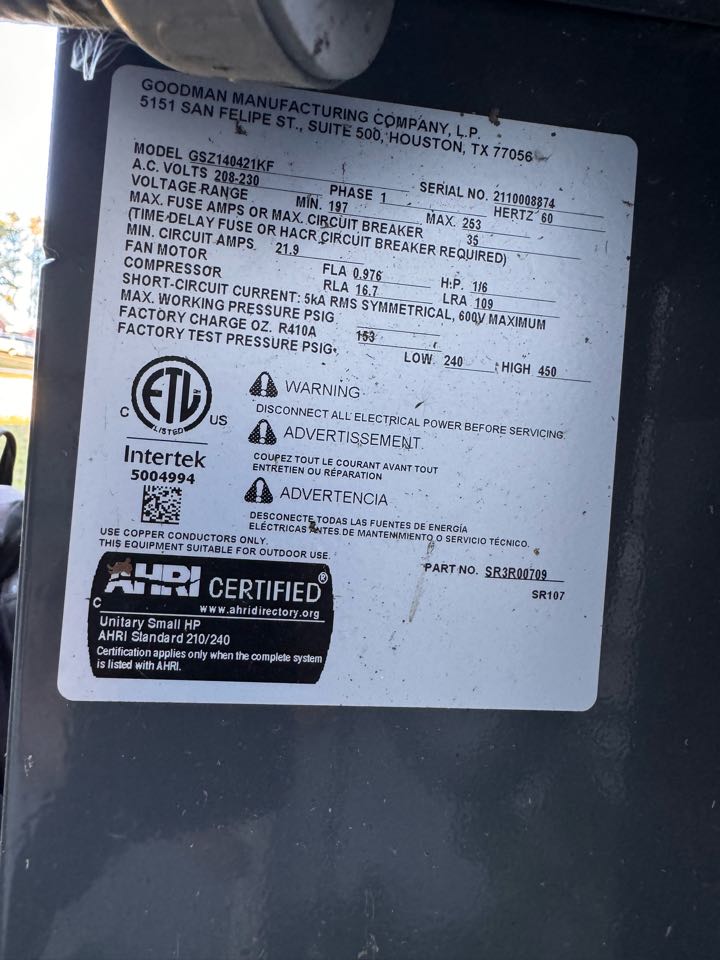 GOODMAN MANUFACTURING COMPANY, L.P.
5151 SAN FELIPE ST., SUITE 500, HOUSTON, TX 77056
MODEL GSZ140421KF SERIAL NO. 2110008874
A.C. VOLTS 208-230 PHASE 1 HERTZ 60
VOLTAGE RANGE MIN. 197 MAX. 253
MAX. FUSE AMPS OR MAX. CIRCUIT BREAKER 35
(TIME DELAY FUSE OR HACR CIRCUIT BREAKER REQUIRED)
MIN. CIRCUIT AMPS 21.9
FAN MOTOR FLA 0.976 H.P. 1/6
COMPRESSOR RLA 16.7 LRA 109
SHORT-CIRCUIT CURRENT: 5kA RMS SYMMETRICAL, 600V MAXIMUM
MAX. WORKING PRESSURE PSIG
FACTORY CHARGE OZ. R410A 153
FACTORY TEST PRESSURE PSIG. LOW 240 HIGH 450
ETL
LISTED
C US
Intertek
5004994
WARNING
DISCONNECT ALL ELECTRICAL POWER BEFORE SERVICING.
ADVERTISSEMENT
COUPEZ TOUT LE COURANT AVANT TOUT
ENTRETIEN OU RÉPARATION
ADVERTENCIA
DESCONECTE TODAS LAS FUENTES DE ENERGÍA
ELÉCTRICAS ANTES DE MANTENIMIENTO O SERVICIO TÉCNICO.
USE COPPER CONDUCTORS ONLY.
THIS EQUIPMENT SUITABLE FOR OUTDOOR USE.
PART NO. SR3R00709
SR107
AHRI CERTIFIED®
C www.ahridirectory.org
Unitary Small HP
AHRI Standard 210/240
Certification applies only when the complete system
is listed with AHRI.